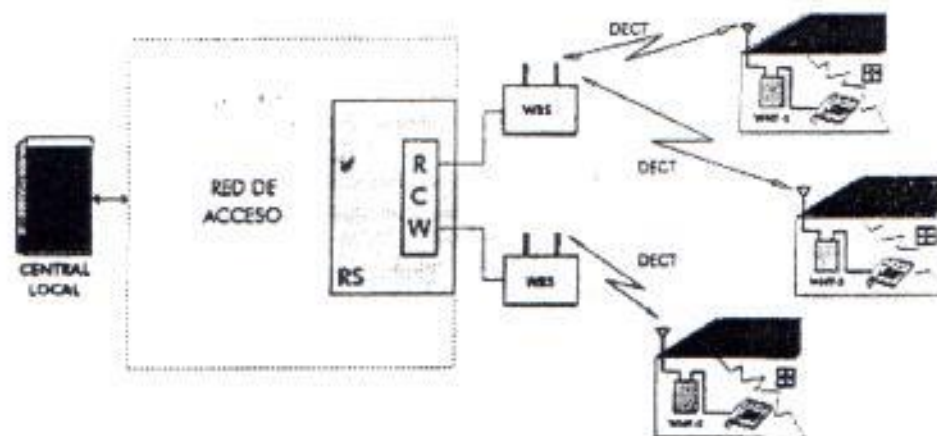 DECT
WBS
RED DE
ACCESO
R
C
W
RS
CENTRAL
LOCAL
DECT
DECT
WBS